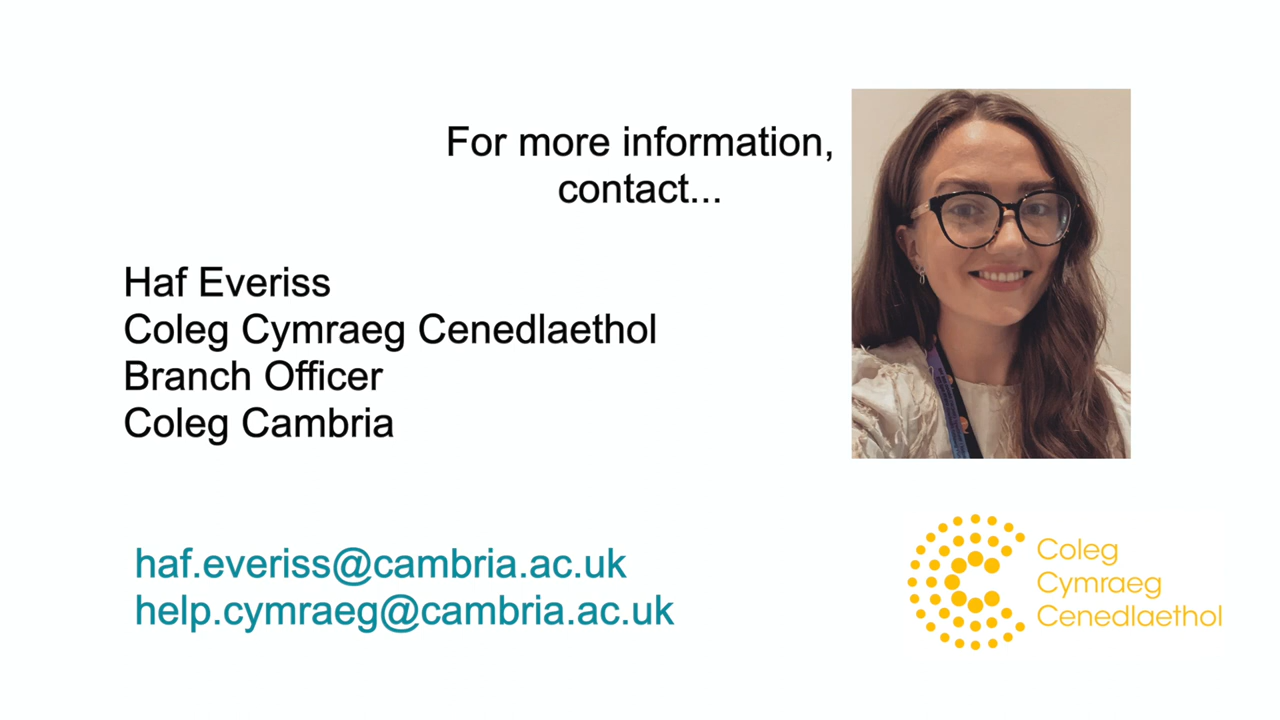 For more information,
contact...
Haf Everiss
Coleg Cymraeg Cenedlaethol
Branch Officer
Coleg Cambria
haf.everiss@cambria.ac.uk
help.cymraeg@cambria.ac.uk
Coleg
Cymraeg
Cenedlaethol